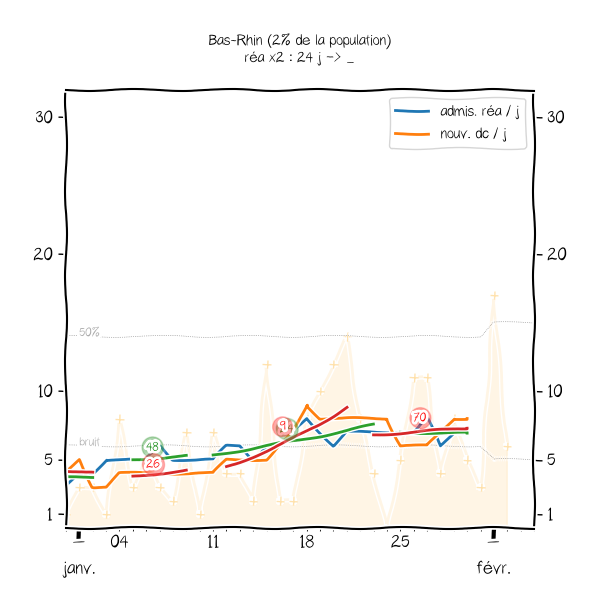 Bas-Rhin (2% de la population)
réa x2 : 24 j -> _
admis. réa / j
nouv. dc / j
30
30
20
20
50%
10
10
70
bruit
48
5
5
26
1
1
04
11
18
25
janv.
févr.